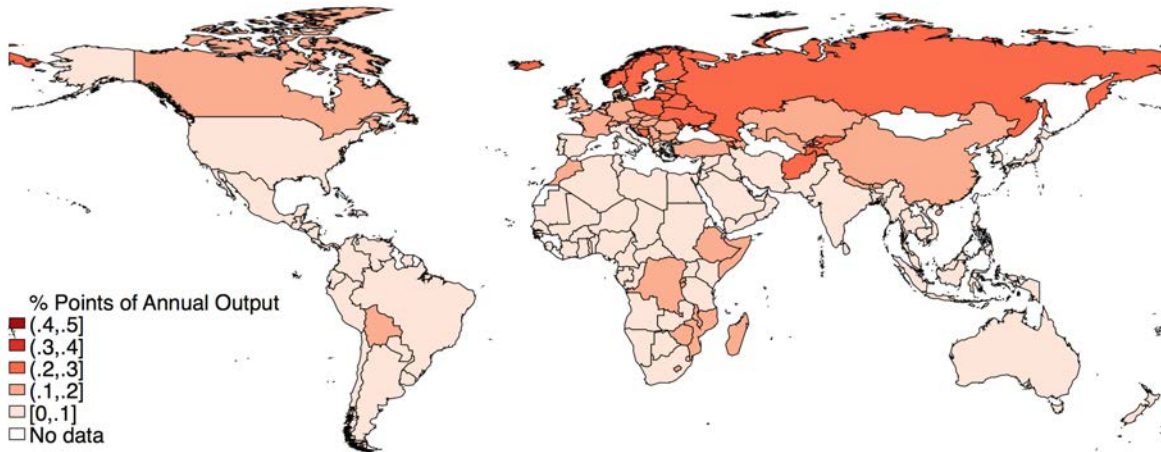 % Points of Annual Output
(.4,.5]
(.3,.4]
(.2,.3]
(.1,.2]
[0,.1]
No data